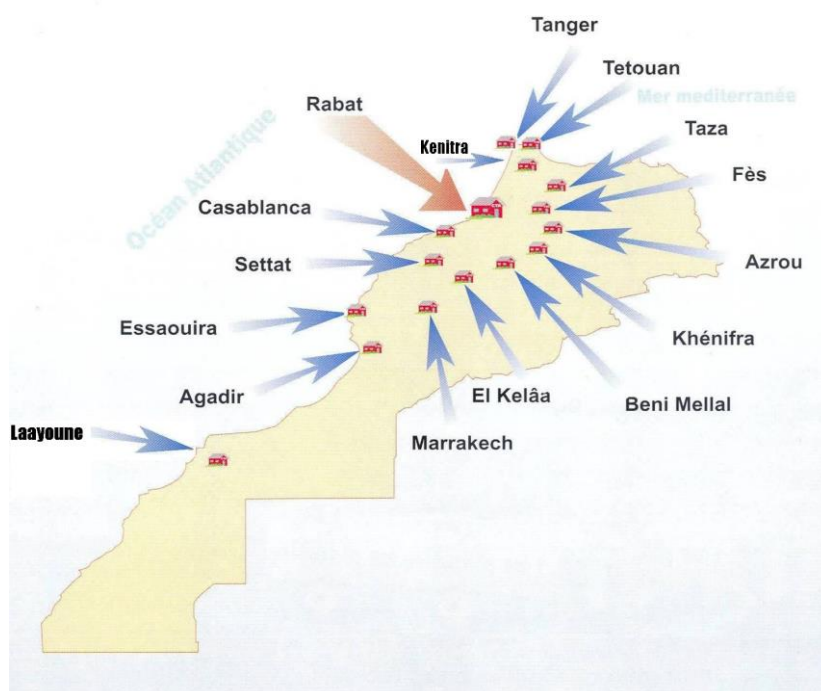 Tanger
Tetouan
Mer mediterranée
Rabat
Océan Atlantique
Kenitra
Taza
Fès
Casablanca
Settat
Azrou
Essaouira
Khénifra
Agadir
El Kelâa
Beni Mellal
Laayoune
Marrakech